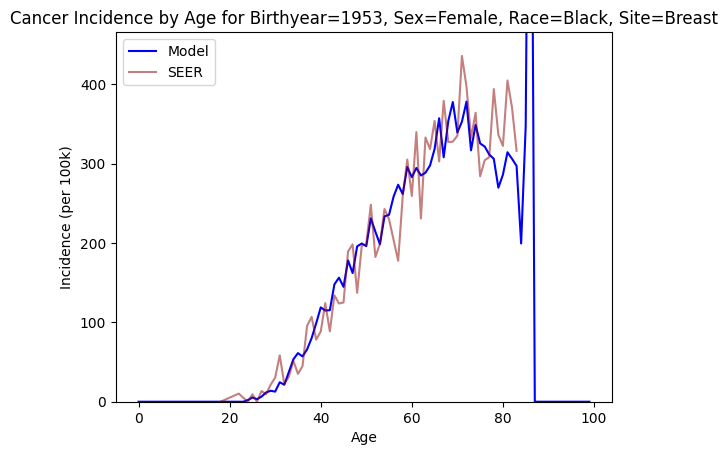 Cancer Incidence by Age for Birthyear=1953, Sex=Female, Race=Black, Site=Breast
Model
SEER
400
300
200
100
0
Incidence (per 100k)
0 20 40 60 80 100
Age